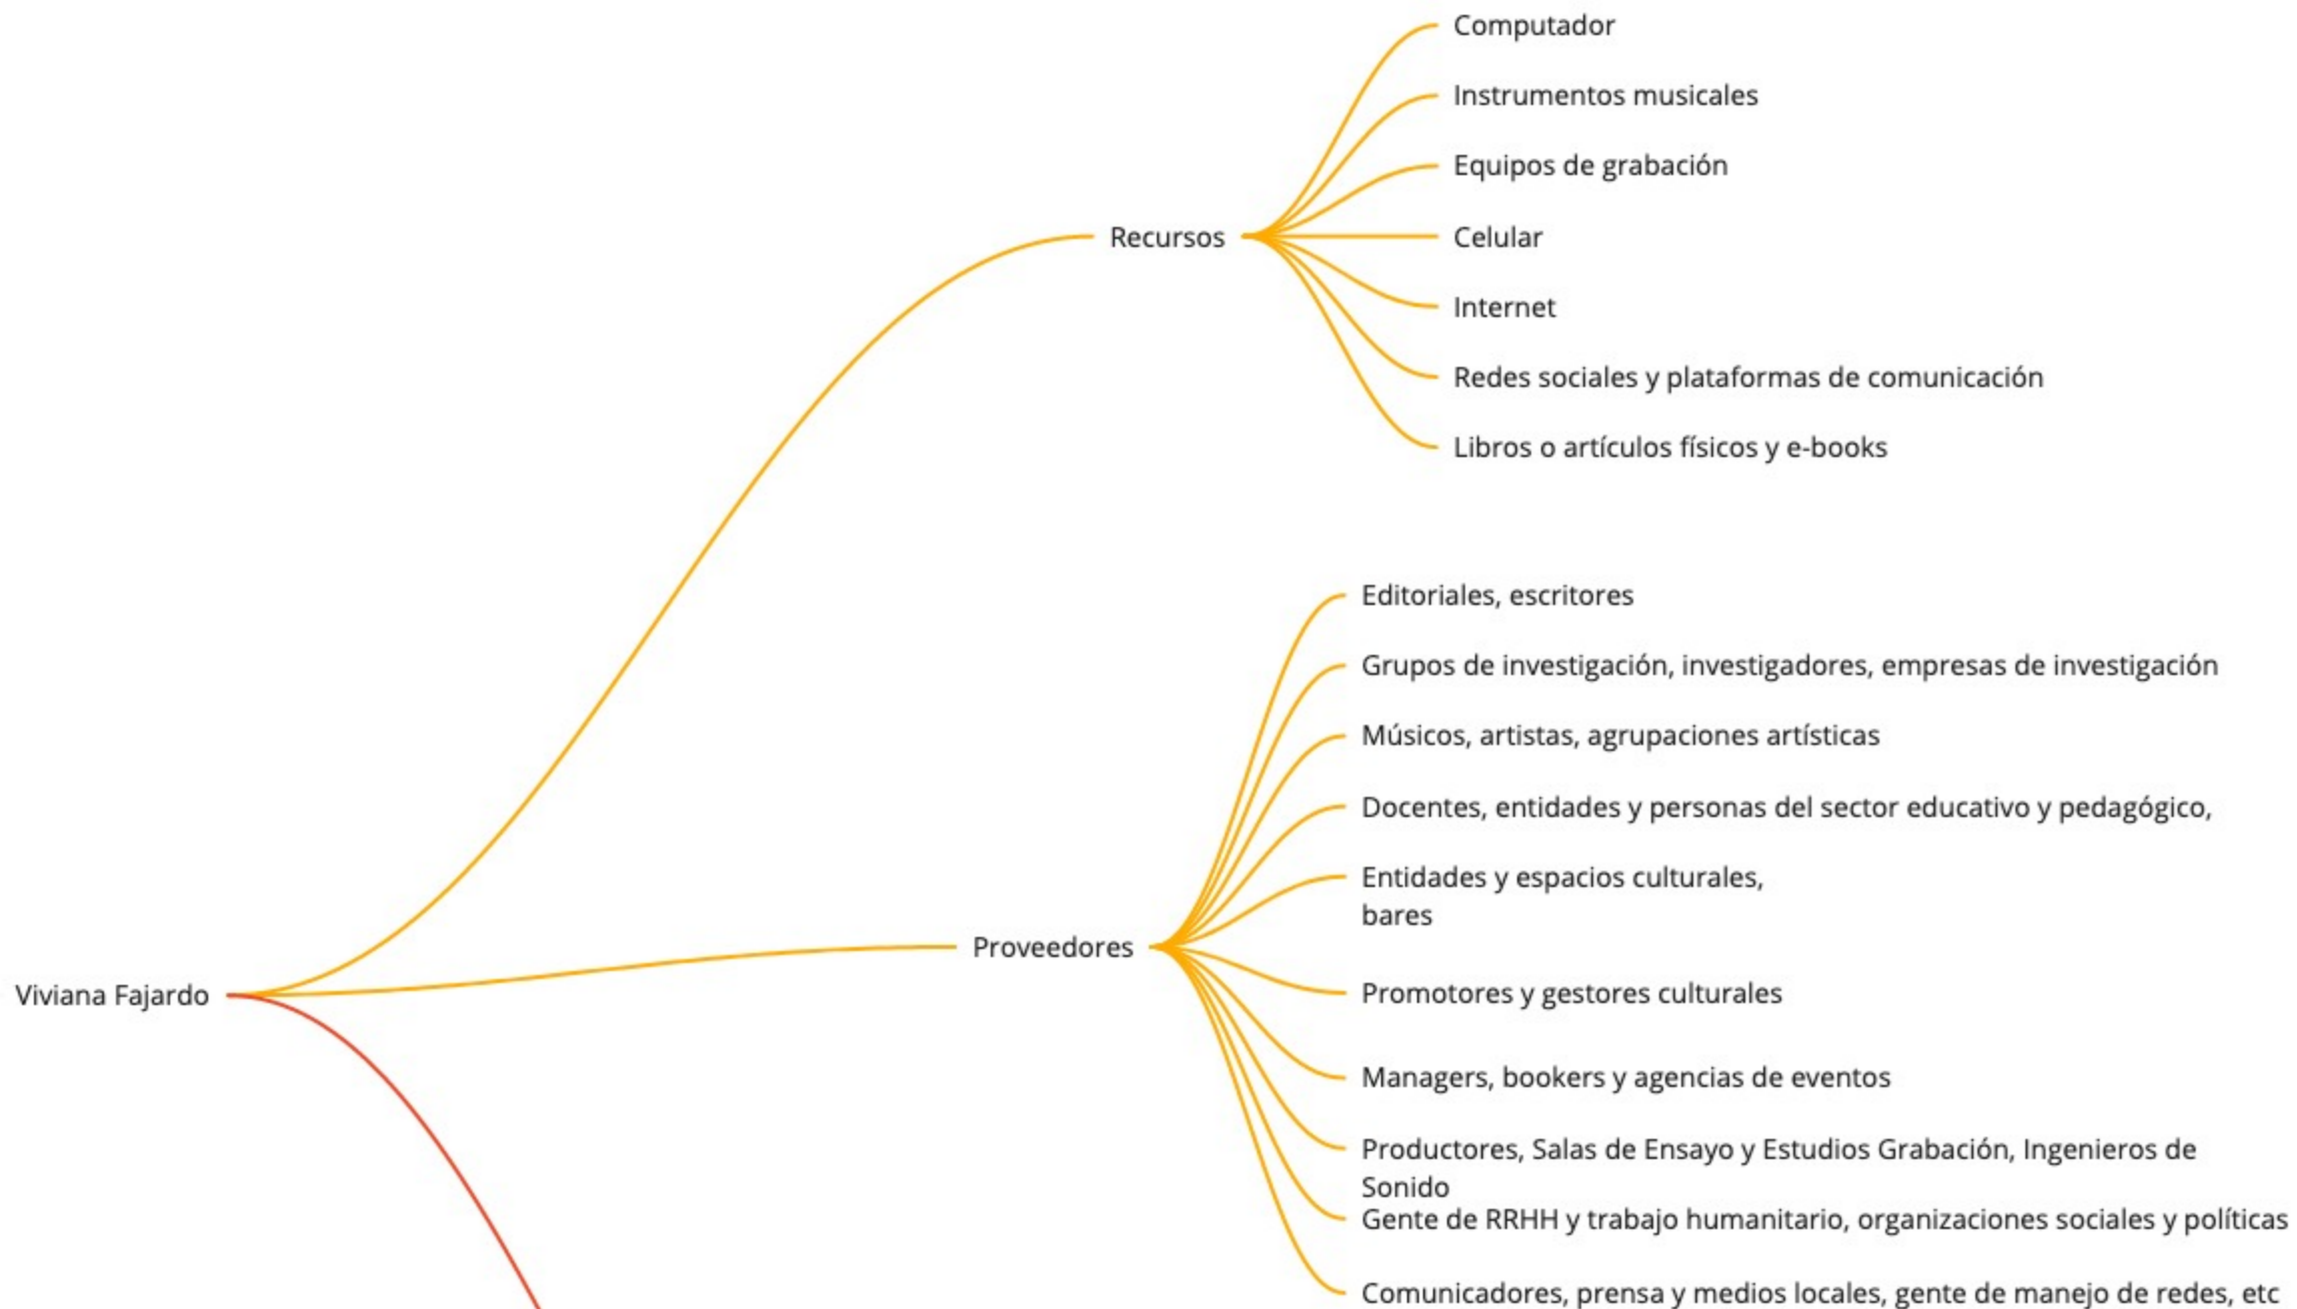 Computador
Instrumentos musicales
Equipos de grabación
Recursos
Celular
Internet
Redes sociales y plataformas de comunicación
Libros o artículos físicos y e-books
Editoriales, escritores
Grupos de investigación, investigadores, empresas de investigación
Músicos, artistas, agrupaciones artísticas
Docentes, entidades y personas del sector educativo y pedagógico,
Entidades y espacios culturales,
bares
Proveedores
Viviana Fajardo
Promotores y gestores culturales
Managers, bookers y agencias de eventos
Productores, Salas de Ensayo y Estudios Grabación, Ingenieros de
Sonido
Gente de RRHH y trabajo humanitario, organizaciones sociales y políticas
Comunicadores, prensa y medios locales, gente de manejo de redes, etc